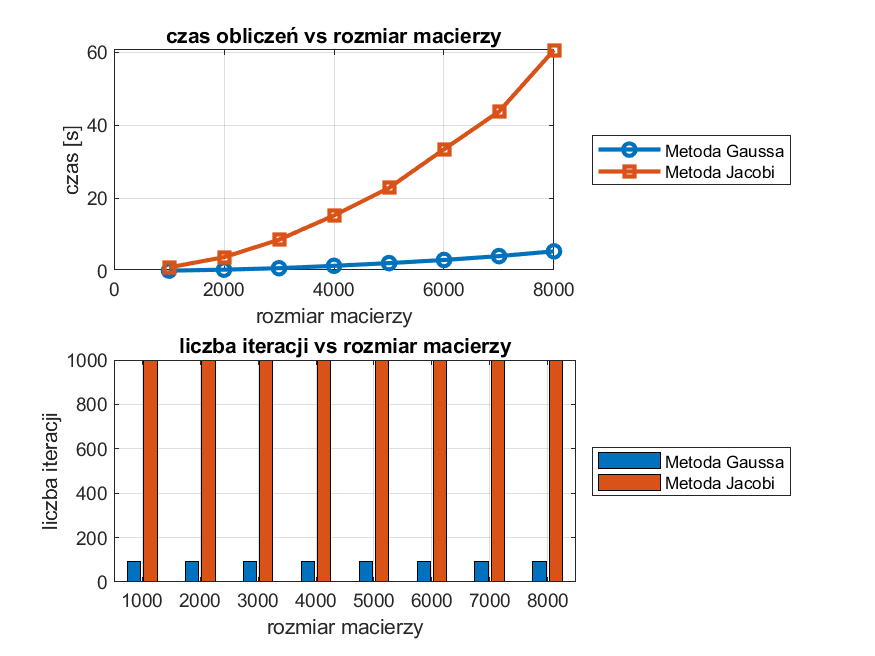 czas obliczeń vs rozmiar macierzy
60
40
20
0
czas [s]
0 2000 4000 6000 8000
rozmiar macierzy
Metoda Gaussa
Metoda Jacobi
liczba iteracji vs rozmiar macierzy
1000
800
600
400
200
0
liczba iteracji
1000 2000 3000 4000 5000 6000 7000 8000
rozmiar macierzy
Metoda Gaussa
Metoda Jacobi